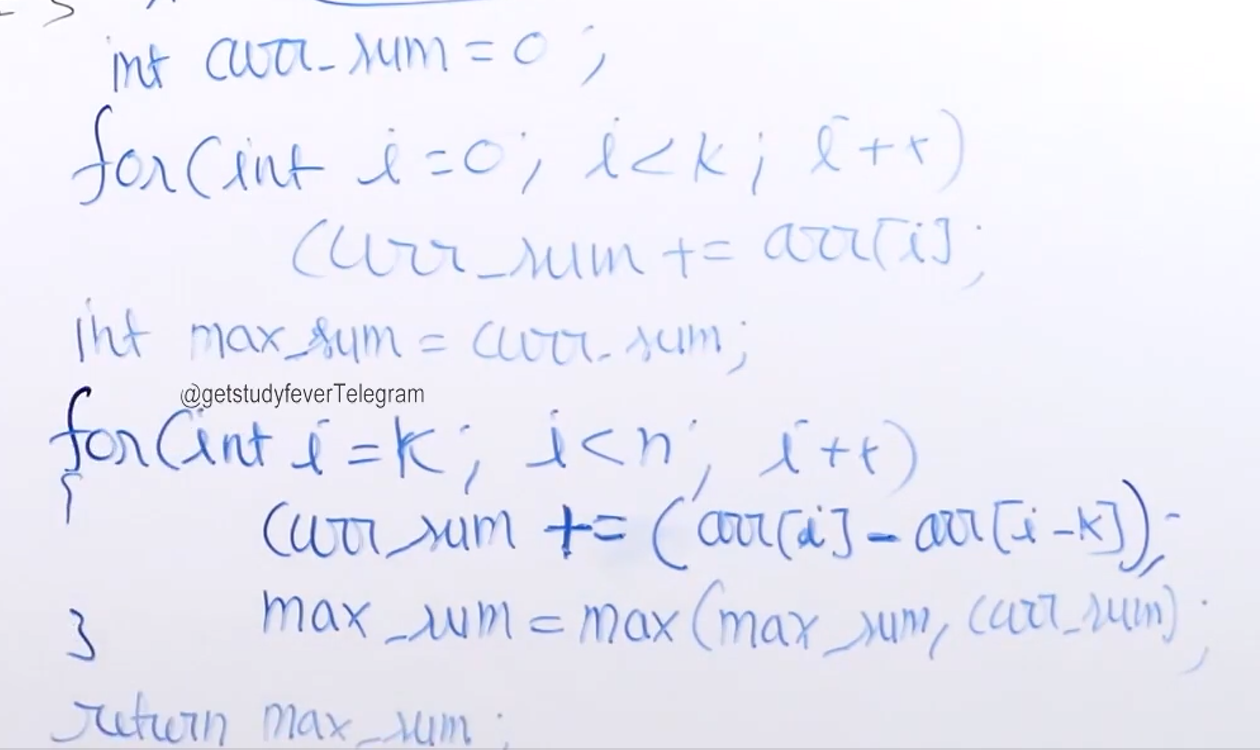 int curr_sum = 0 ;
for(int i=0; i<k; i++)
curr_sum += arr[i];
int max_sum = curr_sum;
@getstudyfeverTelegram
for(int i=k; i<n; i++)
{
curr_sum += (arr[i] - arr[i-k]);
max_sum = max(max_sum, curr_sum);
}
return max_sum;